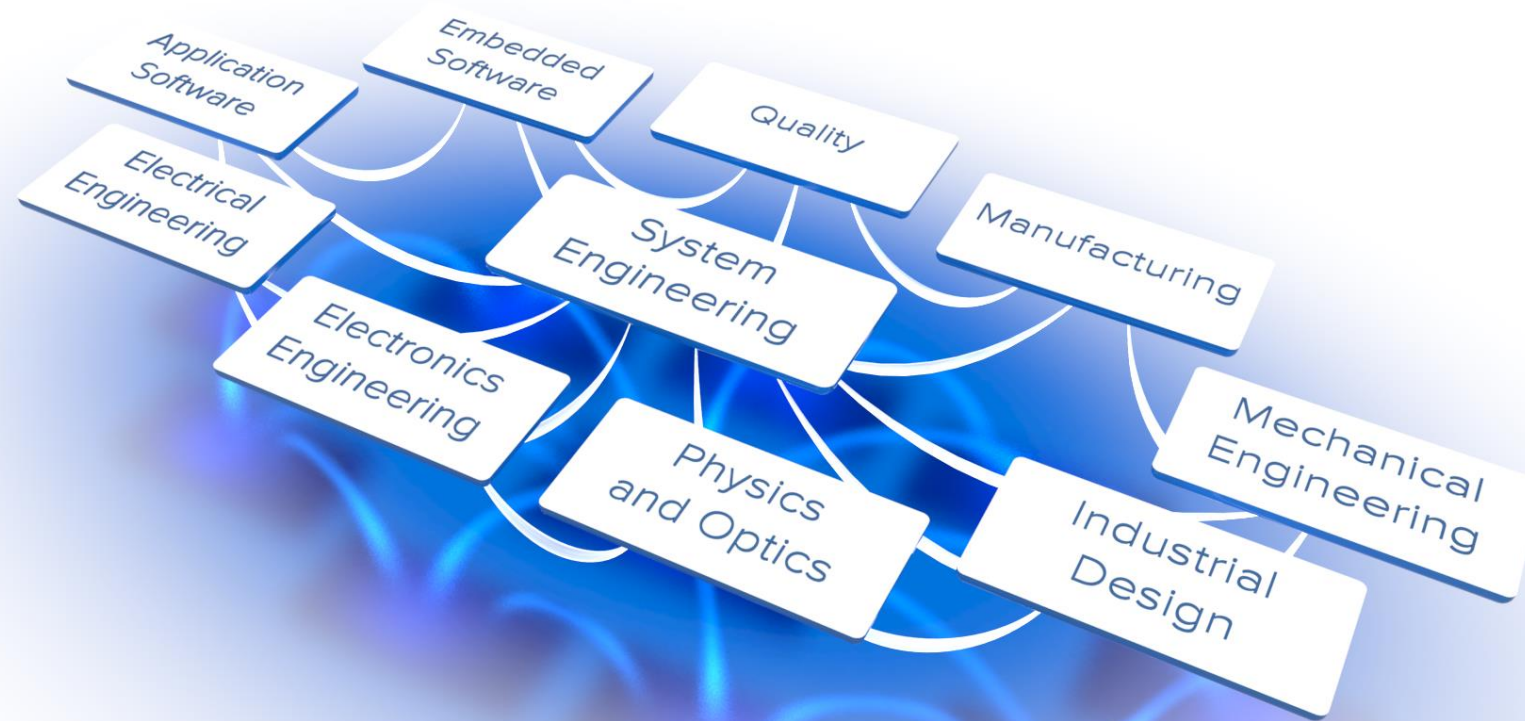 Application
Software
Embedded
Software
Quality
Manufacturing
Electrical
Engineering
System
Engineering
Electronics
Engineering
Mechanical
Engineering
Physics
and Optics
Industrial
Design